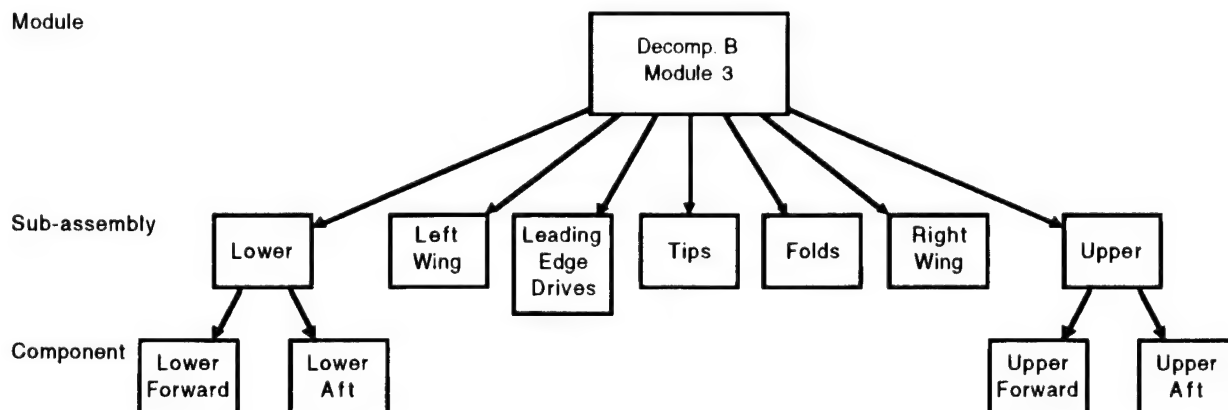 Module
Decomp. B
Module 3
Sub-assembly
Lower
Left
Wing
Leading
Edge
Drives
Tips
Folds
Right
Wing
Upper
Component
Lower
Forward
Lower
Aft
Upper
Forward
Upper
Aft